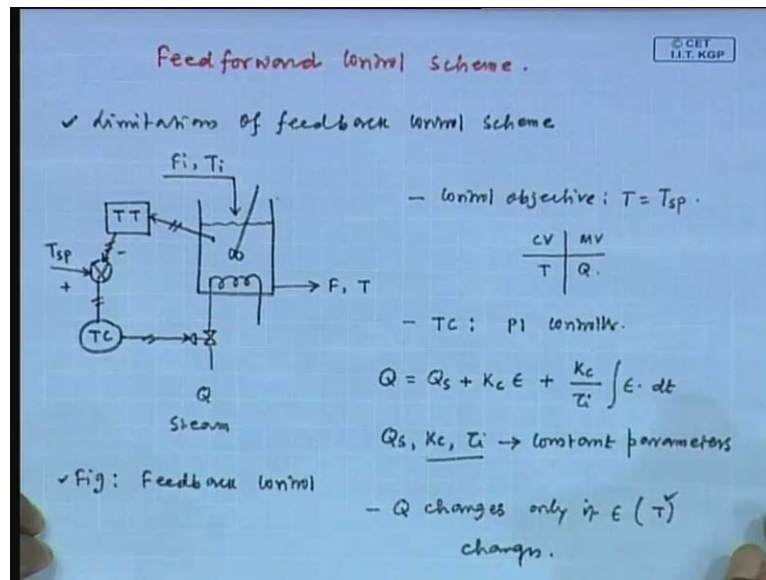 Feedforward Control Scheme.
© CET
I.I.T. KGP
✓ Limitations of feedback control scheme
Fi, Ti
TT
Tsp
+
-
TC
F, T
Q
Steam
✓ Fig: Feedback control
- Control objective: T = Tsp.
CV | MV
T | Q.
- TC: PI controller.
Q = Qs + Kc ϵ + Kc/τi ∫ϵ. dt
Qs, Kc, τi → constant parameters
- Q changes only if ϵ (T) changes.